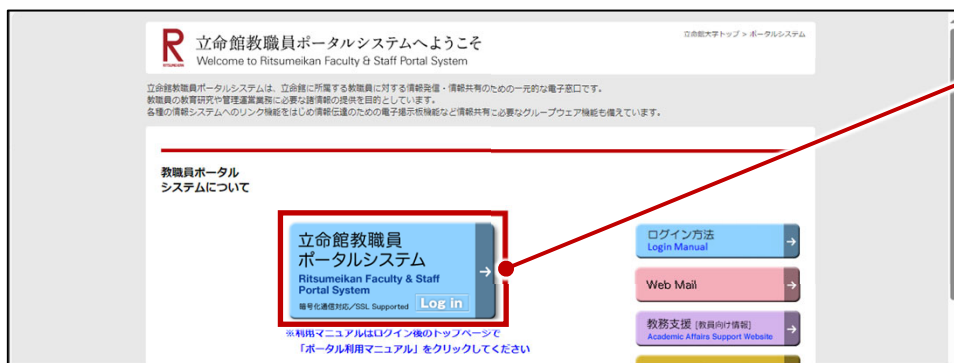 R
RITSUMEIKAN
立命館教職員ポータルシステムへようこそ
Welcome to Ritsumeikan Faculty & Staff Portal System
立命館大学トップ > ポータルシステム
立命館教職員ポータルシステムは、立命館に所属する教職員に対する情報発信・情報共有のための一元的な電子窓口です。
教職員の教育研究や管理運営業務に必要な諸情報の提供を目的としています。
各種の情報システムへのリンク機能をはじめ情報伝達のための電子掲示板機能など情報共有に必要なグループウェア機能も備えています。
教職員ポータル
システムについて
立命館教職員
ポータルシステム
Ritsumeikan Faculty & Staff
Portal System
暗号化通信対応/SSL Supported Log in
※利用マニュアルはログイン後のトップページで
「ポータル利用マニュアル」をクリックしてください
ログイン方法
Login Manual
Web Mail
教務支援 [教員向け情報]
Academic Affairs Support Website